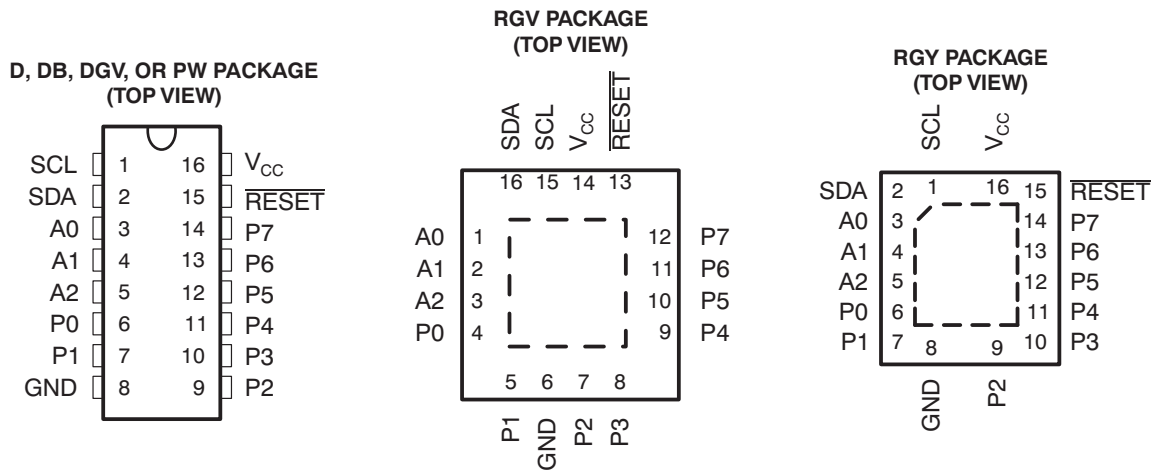 D, DB, DGV, OR PW PACKAGE
(TOP VIEW)
SCL 1 16 VCC
SDA 2 15 RESET
A0 3 14 P7
A1 4 13 P6
A2 5 12 P5
P0 6 11 P4
P1 7 10 P3
GND 8 9 P2
RGV PACKAGE
(TOP VIEW)
SDA SCL VCC RESET
16 15 14 13
A0 1 12 P7
A1 2 11 P6
A2 3 10 P5
P0 4 9 P4
5 6 7 8
P1 GND P2 P3
RGY PACKAGE
(TOP VIEW)
SCL VCC
1 16
SDA 2 15 RESET
A0 3 14 P7
A1 4 13 P6
A2 5 12 P5
P0 6 11 P4
P1 7 10 P3
8 9
GND P2